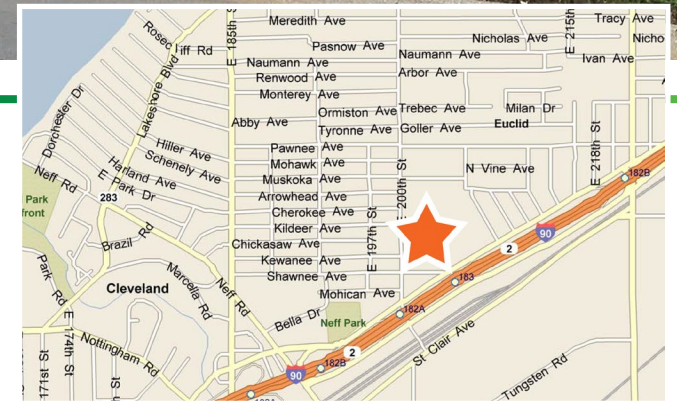 Meredith Ave
Tracy Ave
E 215th
E 185th St
Rosec
liff Rd
Pasnow Ave
Nicholas Ave
Nicho
Naumann Ave
Naumann Ave
Ivan Ave
Renwood Ave
Arbor Ave
Monterey Ave
Lakeshore Blvd
Dorchester Dr
Ormiston Ave
Trebec Ave
Milan Dr
Abby Ave
Tyronne Ave
Goller Ave
Euclid
E 218th St
Hiller Ave
Pawnee Ave
Schenely Ave
Mohawk Ave
N Vine Ave
Harland Ave
Muskoka Ave
E 200th St
182B
Neff Rd
E Park Dr
Arrowhead Ave
283
Park
front
Cherokee Ave
E 197th St
Kildeer Ave
90
Brazil Rd
Chickasaw Ave
2
Kewanee Ave
Park Rd
Marcella Rd
Neff Rd
Shawnee Ave
183
Cleveland
Mohican Ave
182A
Bella Dr
Neff Park
E 174th St
Nottingham Rd
St Clair Ave
2
171st St
182B
90
Tungsten Rd
St